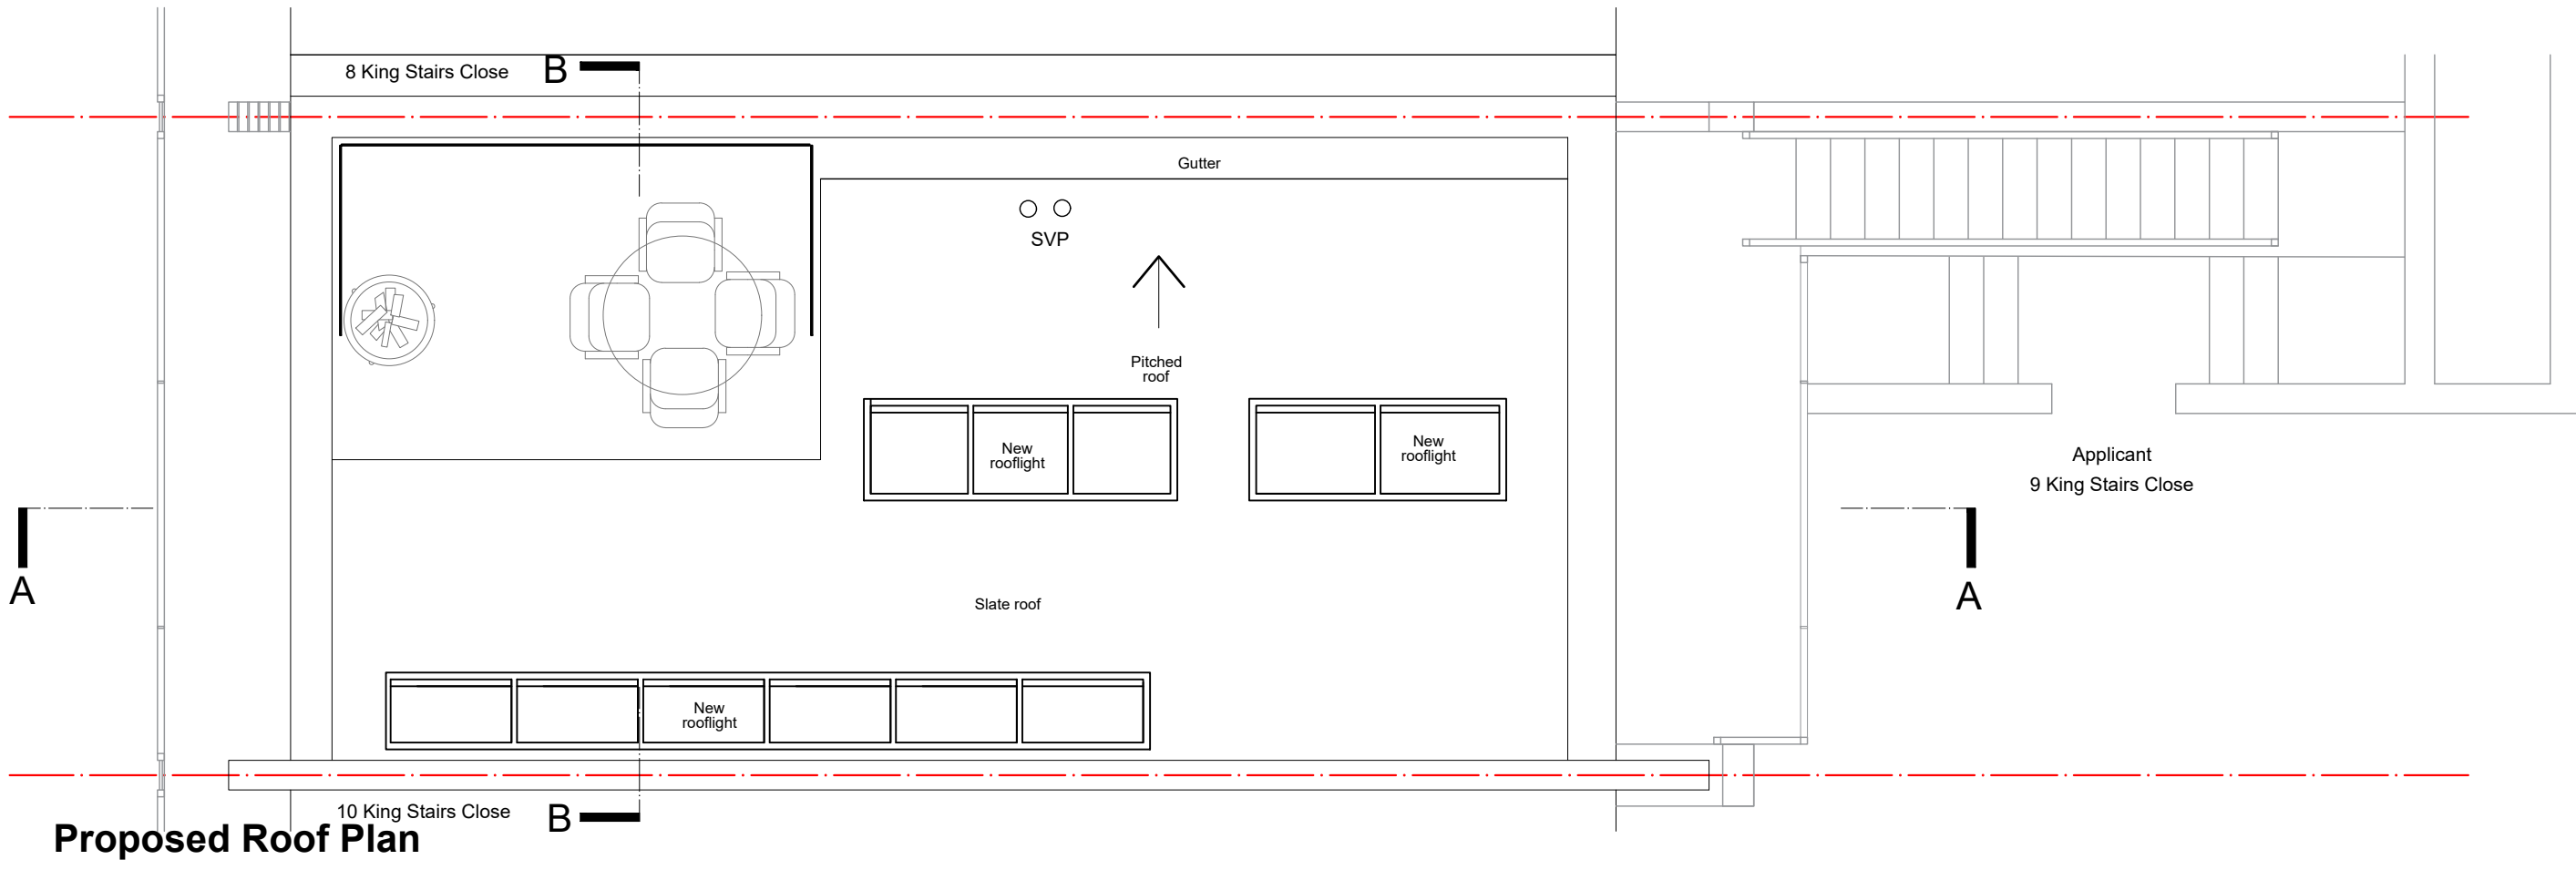 8 King Stairs Close
B
Gutter
SVP
Pitched
roof
New
rooflight
New
rooflight
Applicant
9 King Stairs Close
A
A
Slate roof
New
rooflight
10 King Stairs Close
B
Proposed Roof Plan